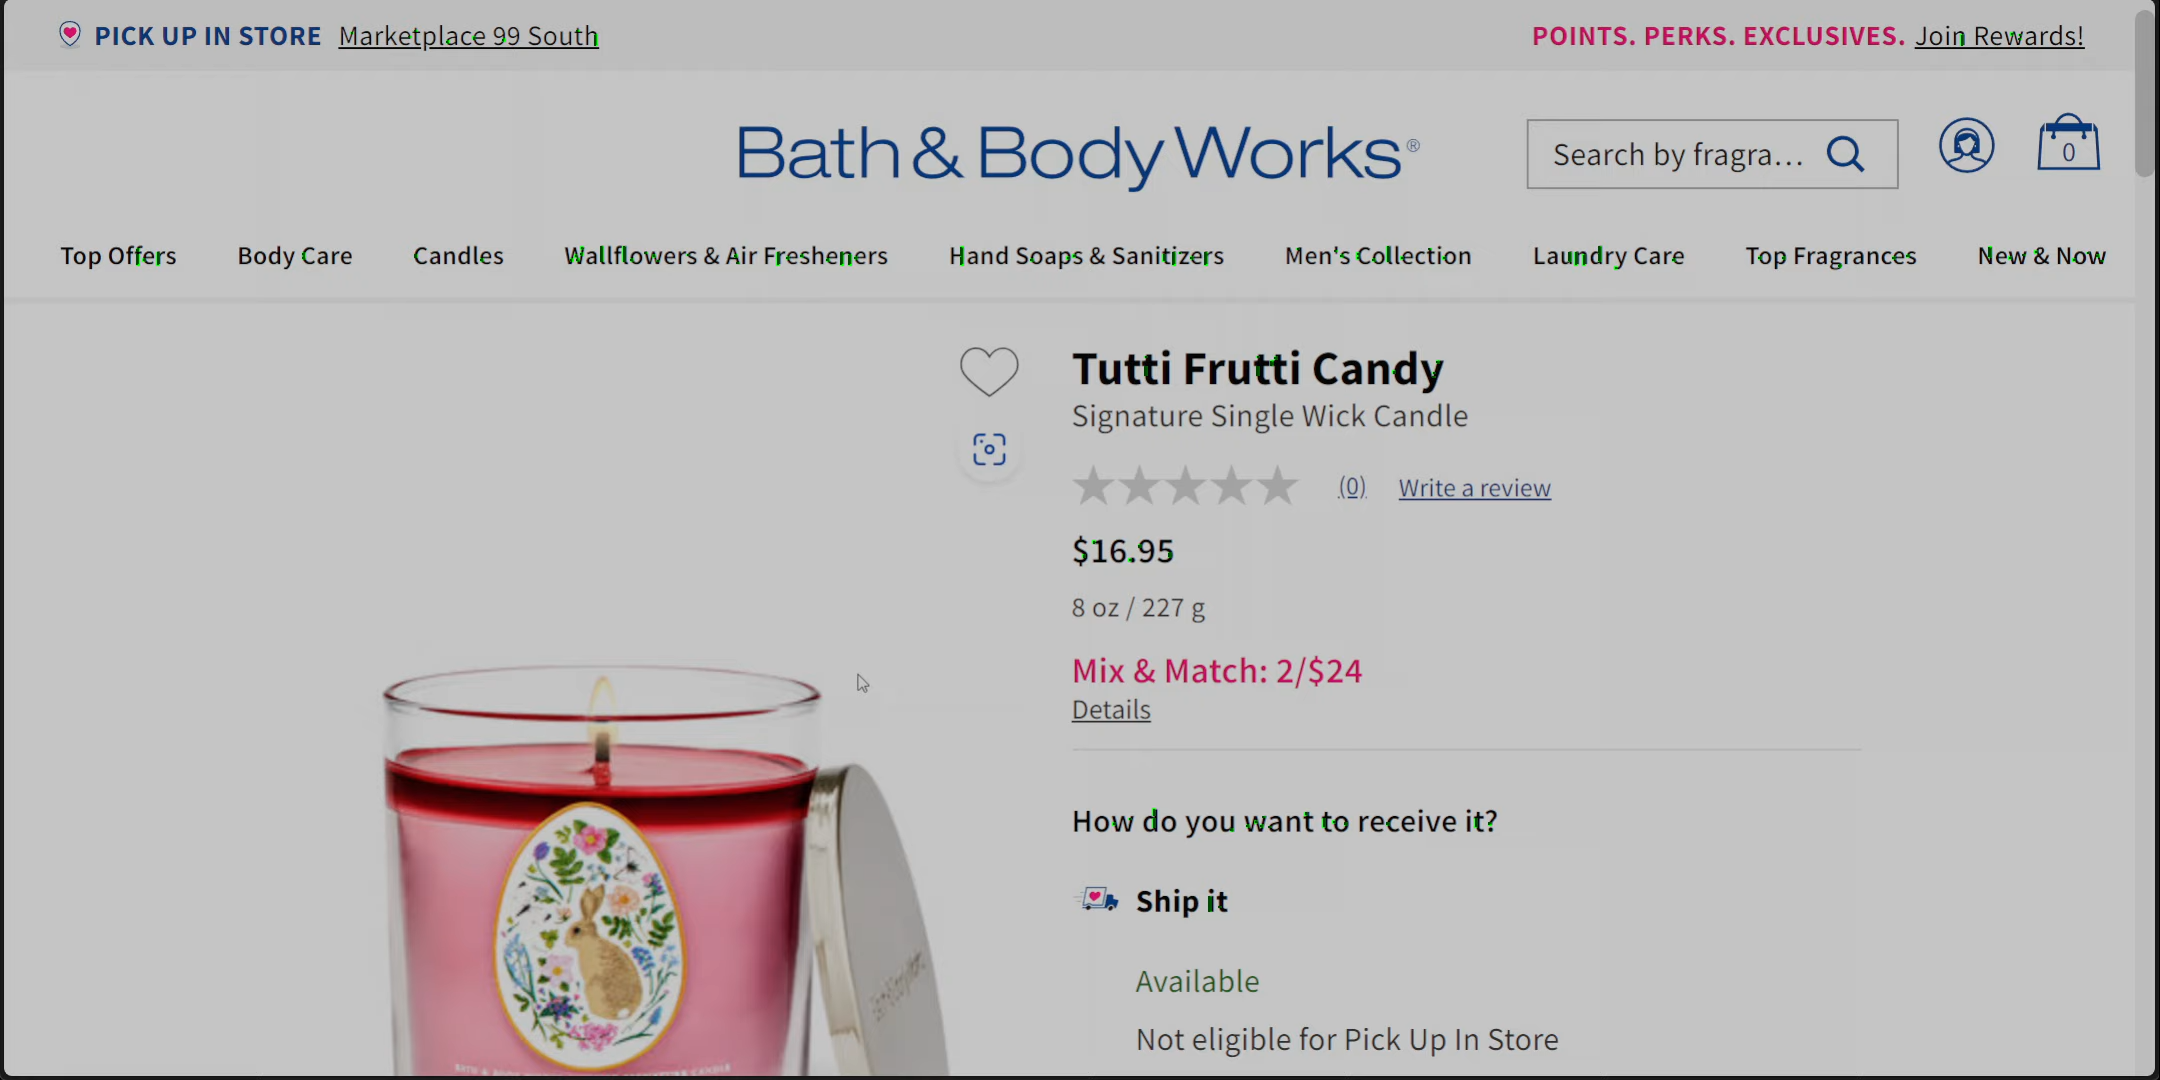 PICK UP IN STORE Marketplace 99 South
POINTS. PERKS. EXCLUSIVES. Join Rewards!
Bath & Body Works®
Search by fragra...
0
Top Offers Body Care Candles Wallflowers & Air Fresheners Hand Soaps & Sanitizers Men's Collection Laundry Care Top Fragrances New & Now
Tutti Frutti Candy
Signature Single Wick Candle
(0) Write a review
$16.95
8 oz / 227 g
Mix & Match: 2/$24
Details
How do you want to receive it?
Ship it
Available
Not eligible for Pick Up In Store